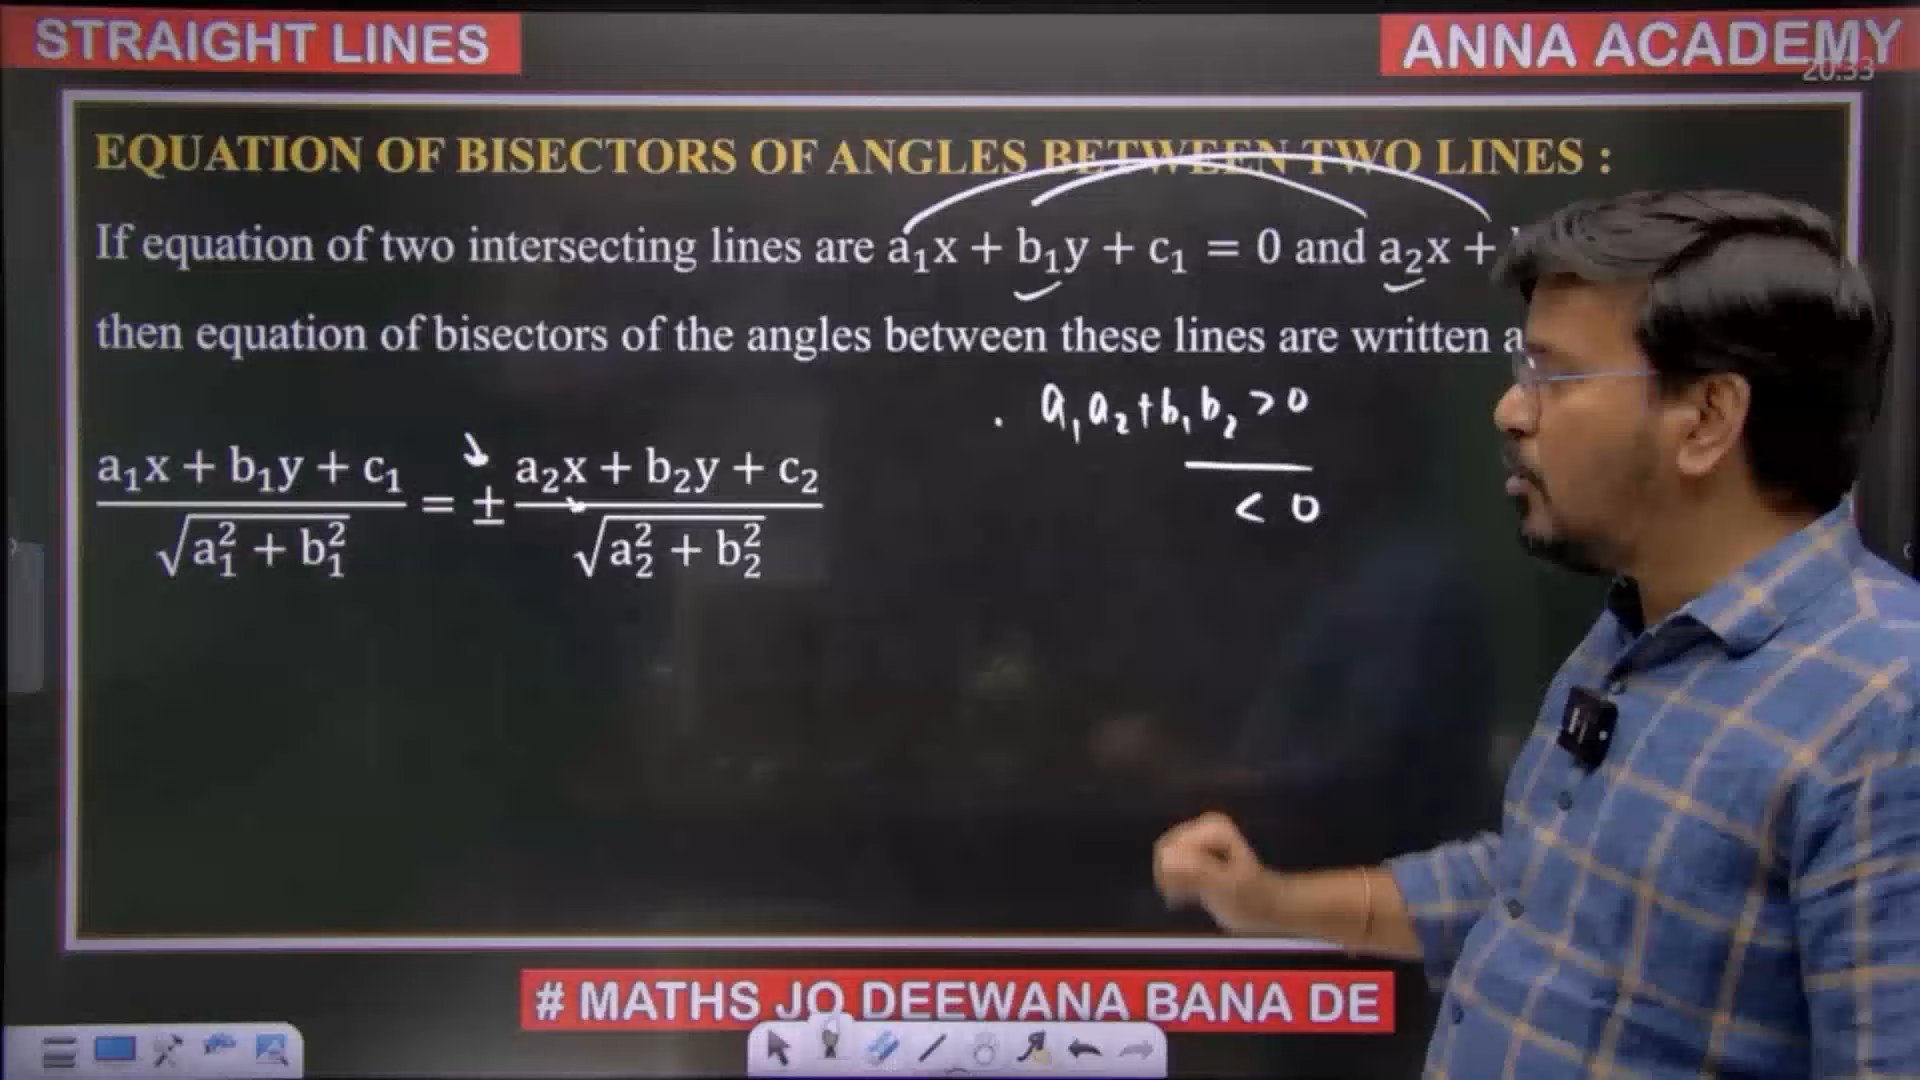 STRAIGHT LINES
ANNA ACADEMY
20:33
EQUATION OF BISECTORS OF ANGLES BETWEEN TWO LINES :
If equation of two intersecting lines are a₁x + b₁y + c₁ = 0 and a₂x +
then equation of bisectors of the angles between these lines are written a
a₁a₂ + b₁b₂ > 0
< 0
a₁x + b₁y + c₁ / √a₁² + b₁² = ± a₂x + b₂y + c₂ / √a₂² + b₂²
# MATHS JO DEEWANA BANA DE